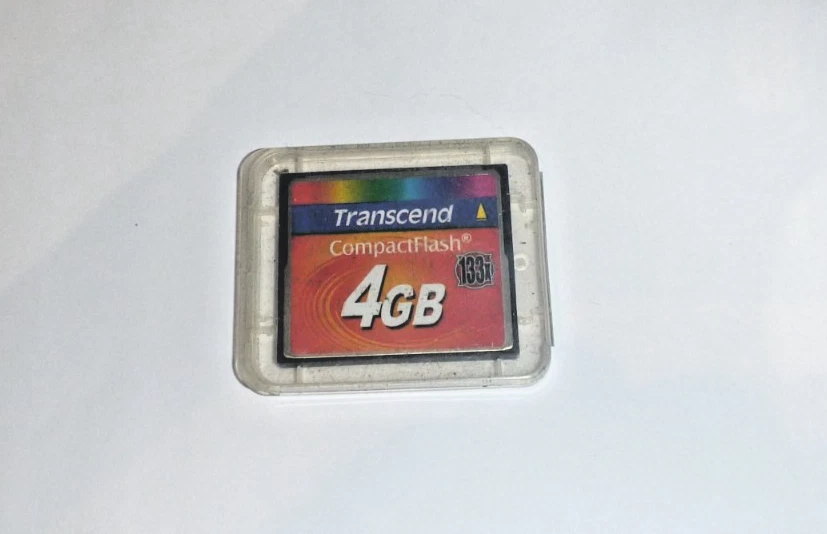 Transcend
CompactFlash®
133x
4GB